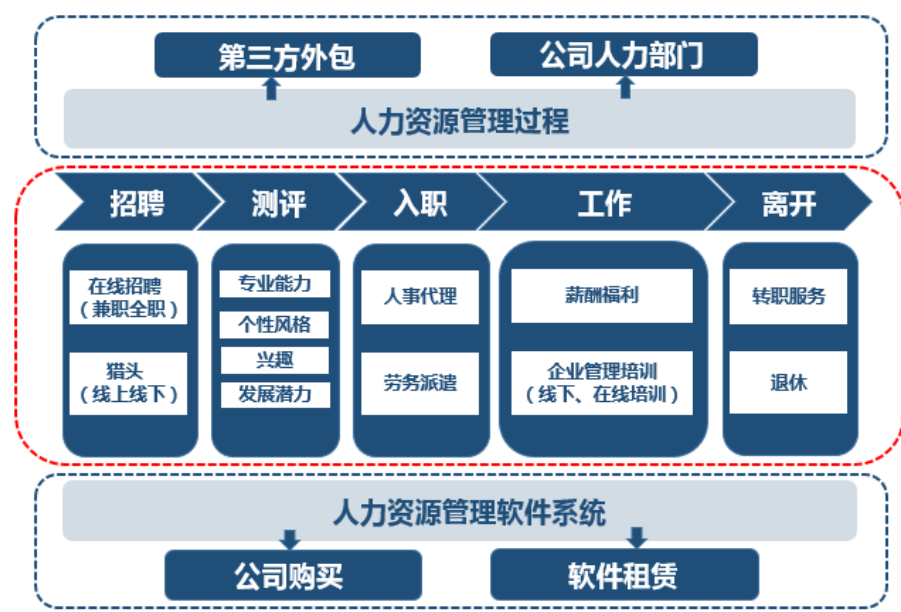 第三方外包
公司人力部门
人力资源管理过程
招聘
测评
入职
工作
离开
在线招聘
（兼职全职）
猎头
（线上线下）
专业能力
个性风格
兴趣
发展潜力
人事代理
劳务派遣
薪酬福利
企业管理培训
（线下、在线培训）
转职服务
退休
人力资源管理软件系统
公司购买
软件租赁